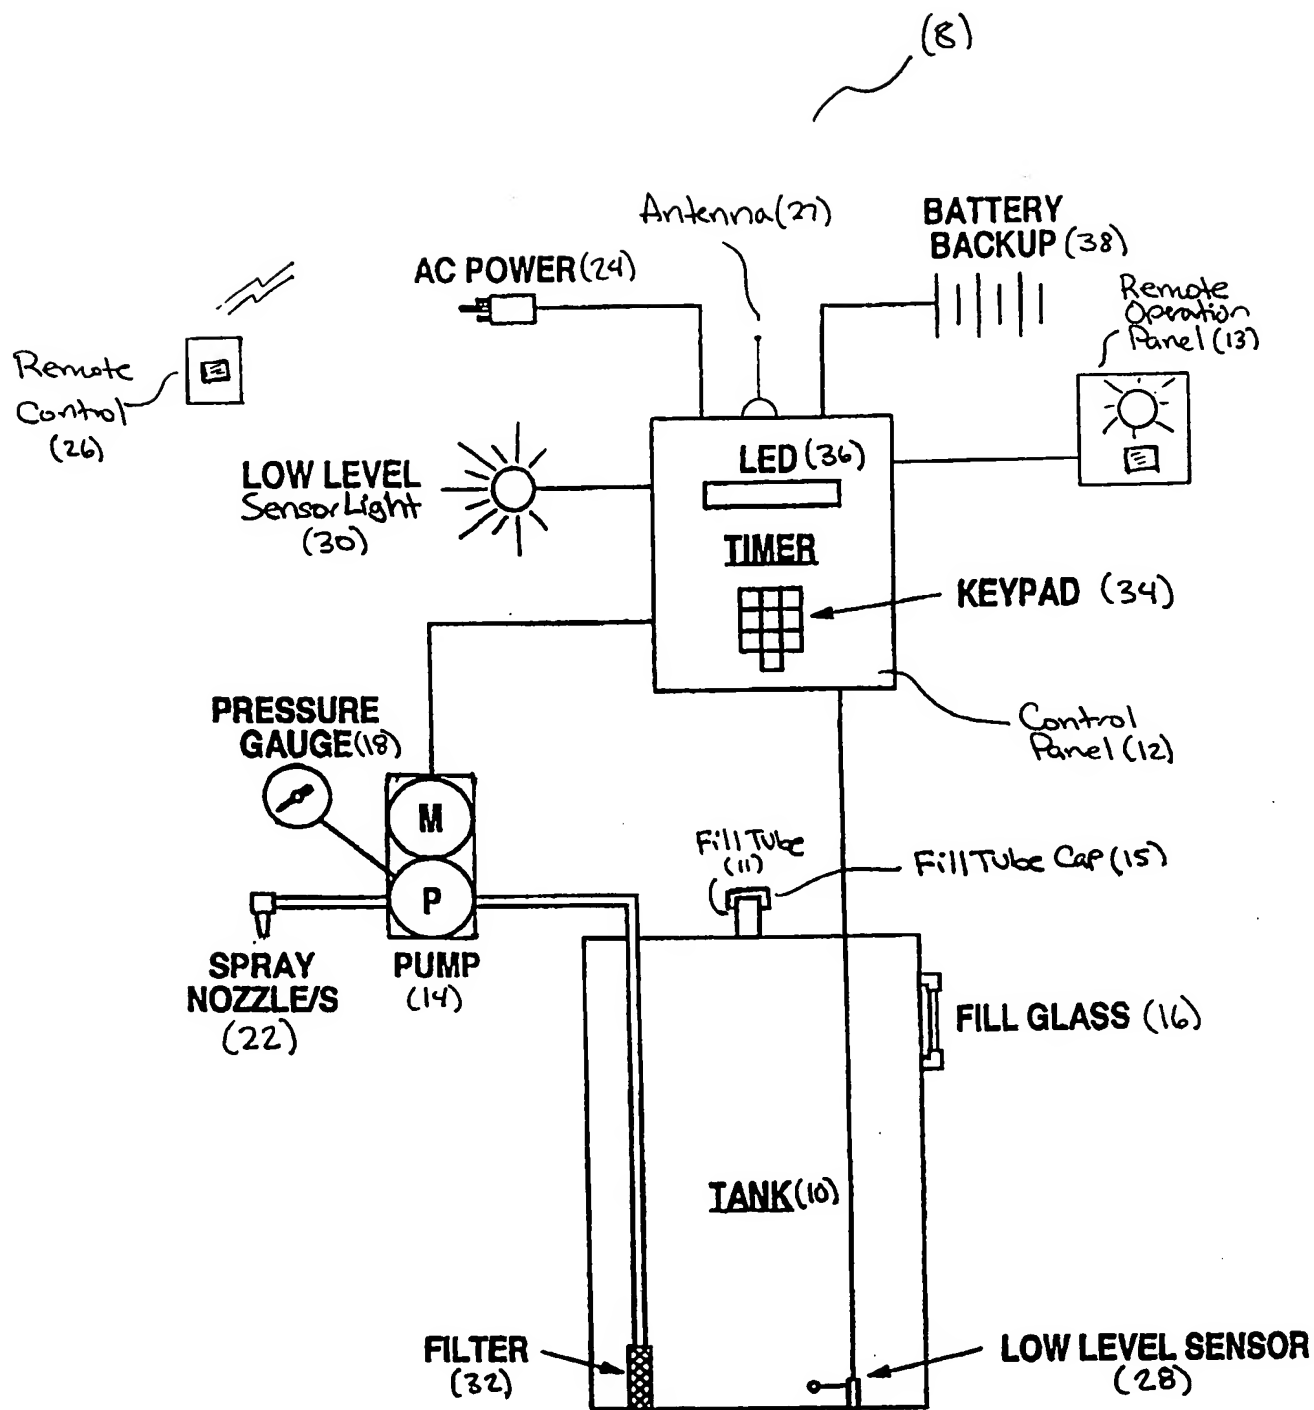 (8)
Antenna (27)
BATTERY
BACKUP (38)
AC POWER (24)
Remote
Operation
Panel (13)
Remote
Control
(26)
LED (36)
LOW LEVEL
Sensor Light
(30)
TIMER
KEYPAD (34)
PRESSURE
GAUGE (18)
Control
Panel (12)
M
Fill Tube
(11)
Fill Tube Cap (15)
P
SPRAY
NOZZLE/S
(22)
PUMP
(14)
FILL GLASS (16)
TANK (10)
FILTER
(32)
LOW LEVEL SENSOR
(28)